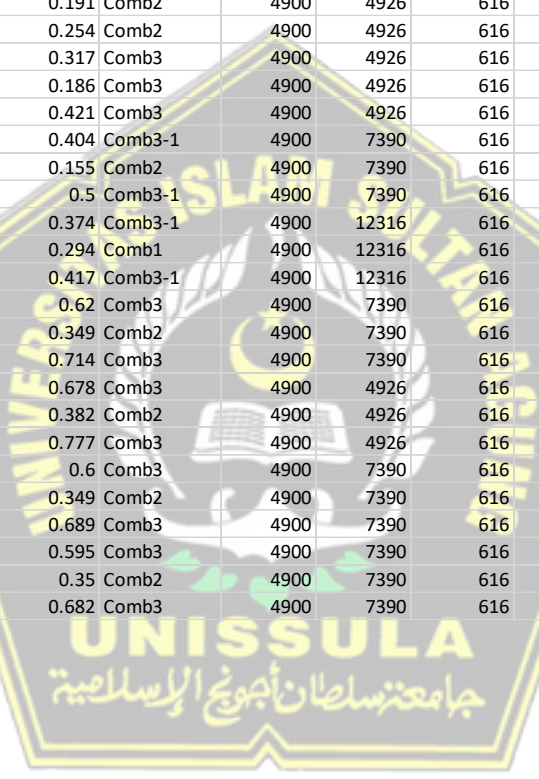 0.191 Comb2 4900 4926 616
0.254 Comb2 4900 4926 616
0.317 Comb3 4900 4926 616
0.186 Comb3 4900 4926 616
0.421 Comb3 4900 4926 616
0.404 Comb3-1 4900 7390 616
0.155 Comb2 4900 7390 616
0.5 Comb3-1 4900 7390 616
0.374 Comb3-1 4900 12316 616
0.294 Comb1 4900 12316 616
0.417 Comb3-1 4900 12316 616
0.62 Comb3 4900 7390 616
0.349 Comb2 4900 7390 616
0.714 Comb3 4900 7390 616
0.678 Comb3 4900 4926 616
0.382 Comb2 4900 4926 616
0.777 Comb3 4900 4926 616
0.6 Comb3 4900 7390 616
0.349 Comb2 4900 7390 616
0.689 Comb3 4900 7390 616
0.595 Comb3 4900 7390 616
0.35 Comb2 4900 7390 616
0.682 Comb3 4900 7390 616
UNIVERSITAS ISLAM SULTAN AGUNG
UNISSULA
جامعة سلطان أجونج الإسلامية